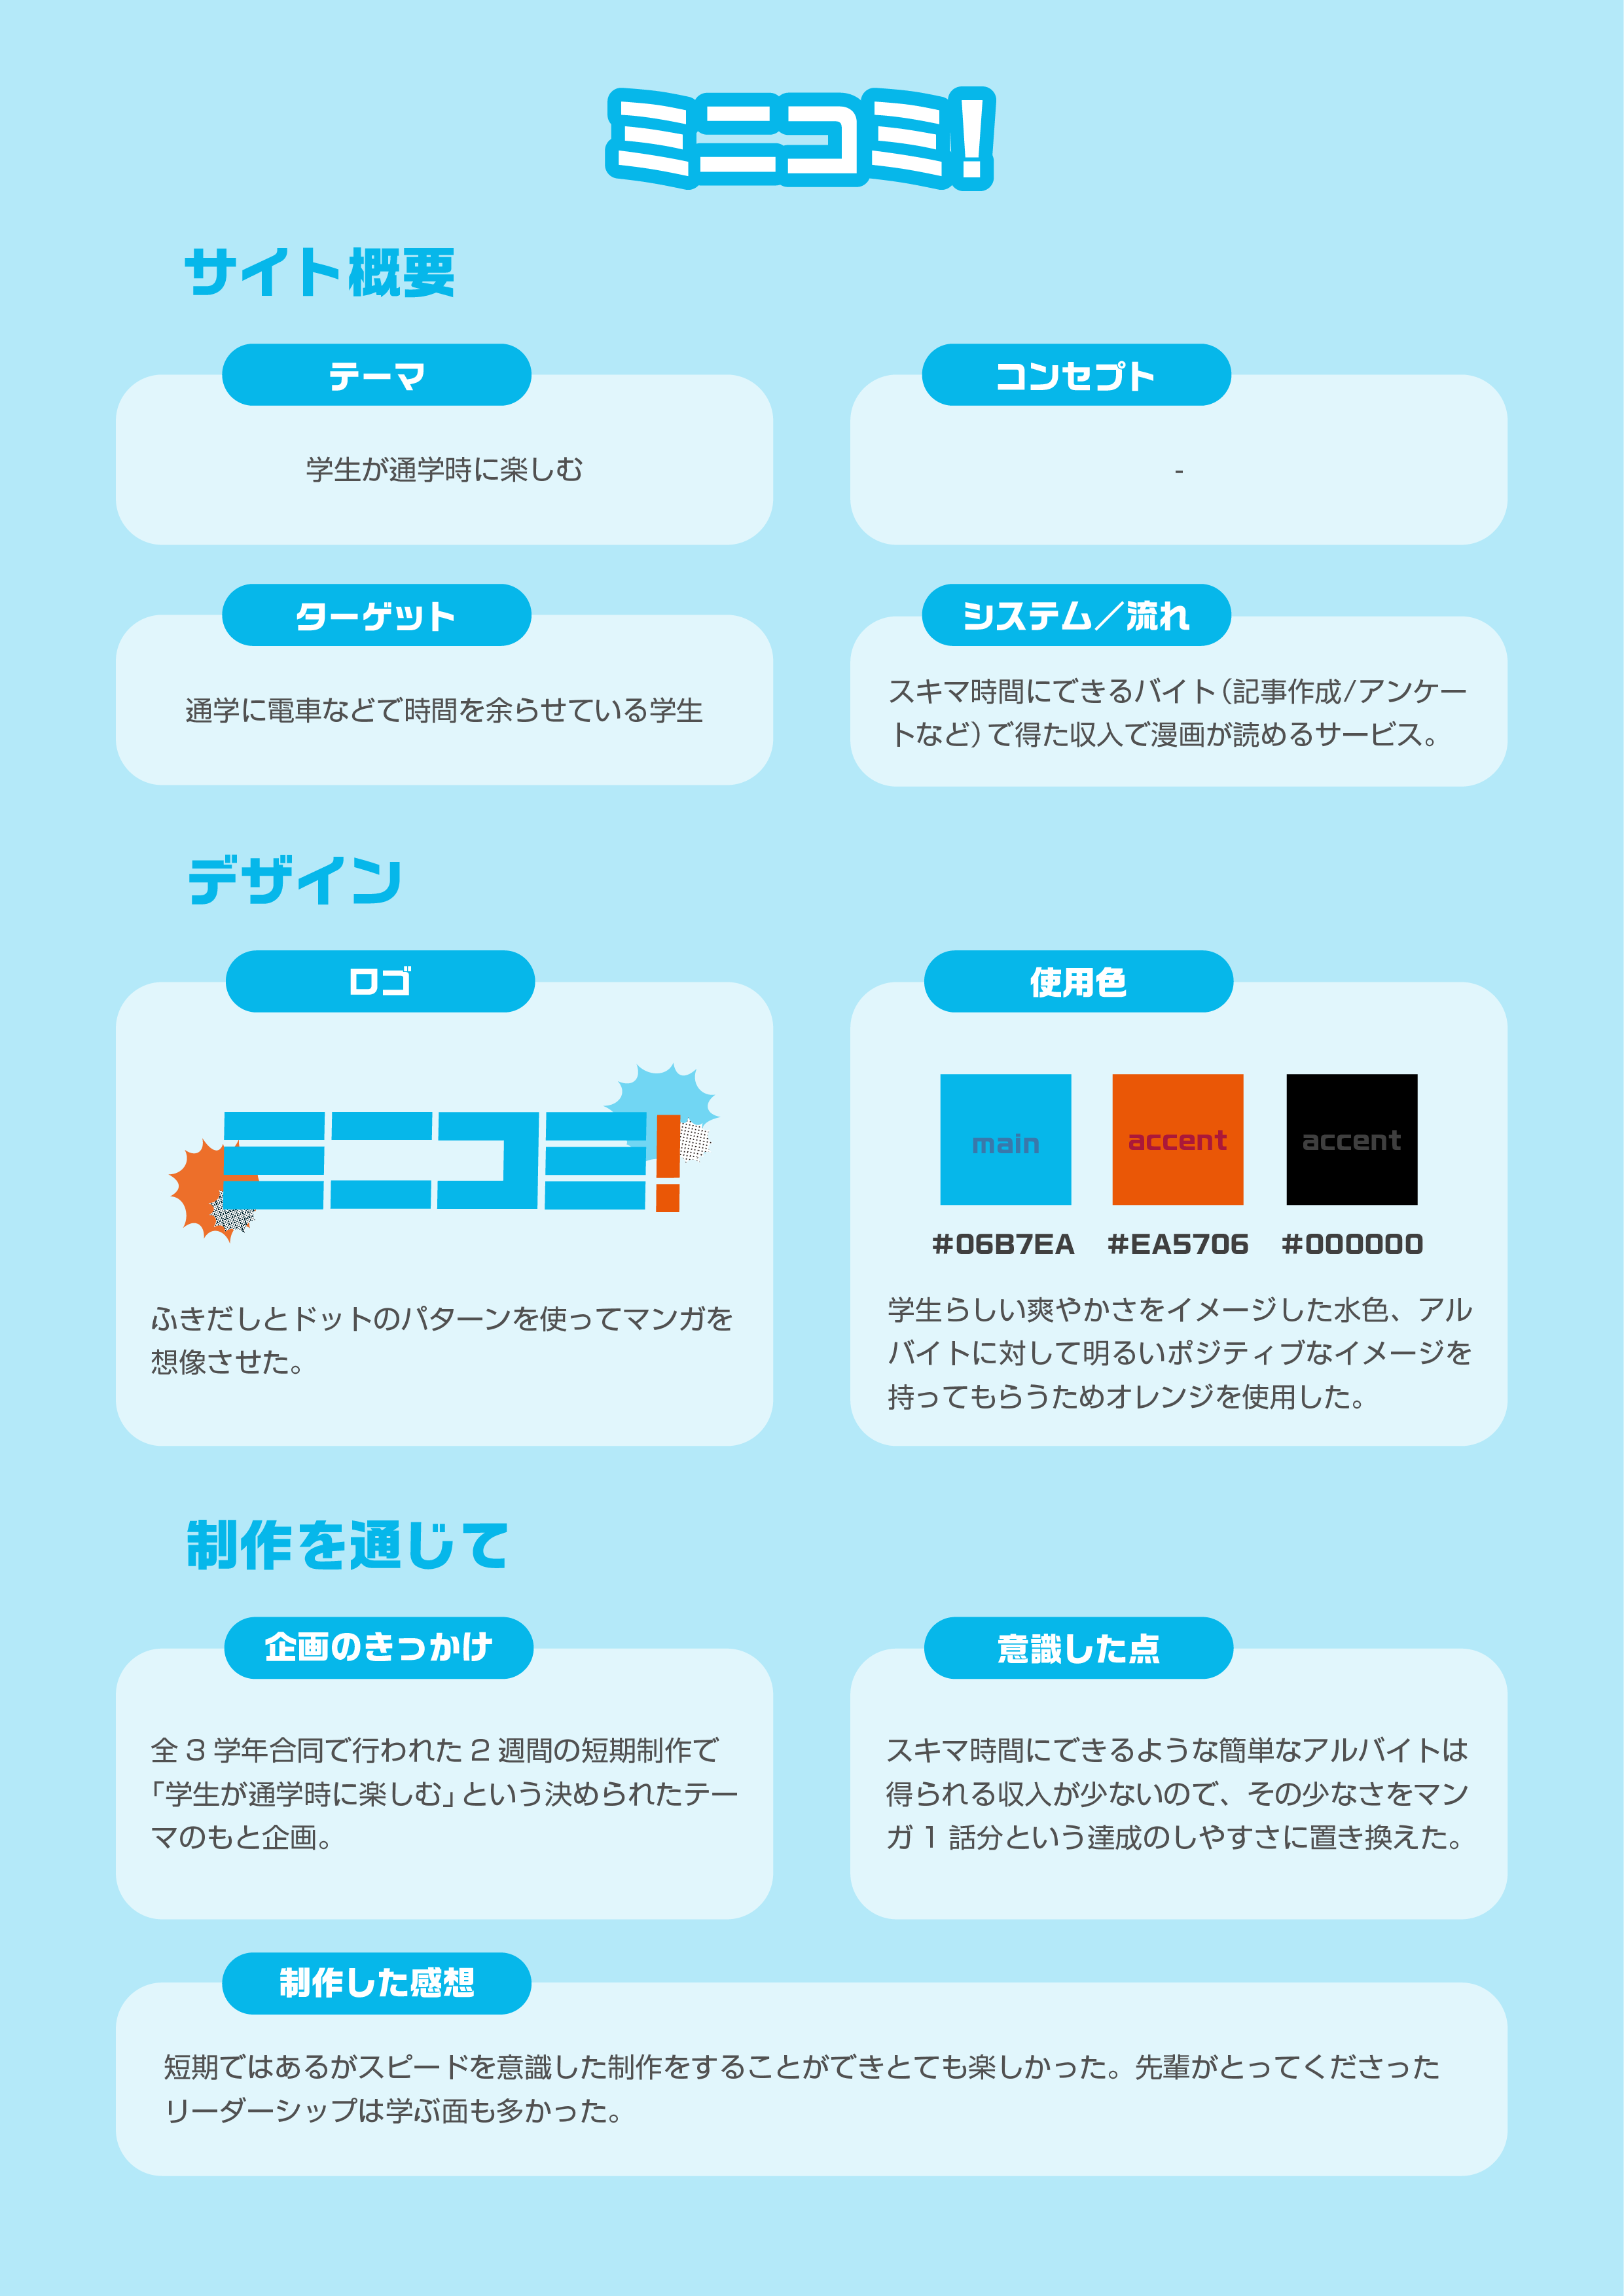 ミニコミ!
サイト概要
テーマ
学生が通学時に楽しむ
コンセプト
-
ターゲット
通学に電車などで時間を余らせている学生
システム／流れ
スキマ時間にできるバイト(記事作成/アンケー
トなど)で得た収入で漫画が読めるサービス。
デザイン
ロゴ
ミニコミ!
ふきだしとドットのパターンを使ってマンガを
想像させた。
使用色
main
accent
accent
#06B7EA
#EA5706
#000000
学生らしい爽やかさをイメージした水色、アル
バイトに対して明るいポジティブなイメージを
持ってもらうためオレンジを使用した。
制作を通じて
企画のきっかけ
全3学年合同で行われた2週間の短期制作で
「学生が通学時に楽しむ」という決められたテー
マのもと企画。
意識した点
スキマ時間にできるような簡単なアルバイトは
得られる収入が少ないので、その少なさをマン
ガ1話分という達成のしやすさに置き換えた。
制作した感想
短期ではあるがスピードを意識した制作をすることができとても楽しかった。先輩がとってくださった
リーダーシップは学ぶ面も多かった。